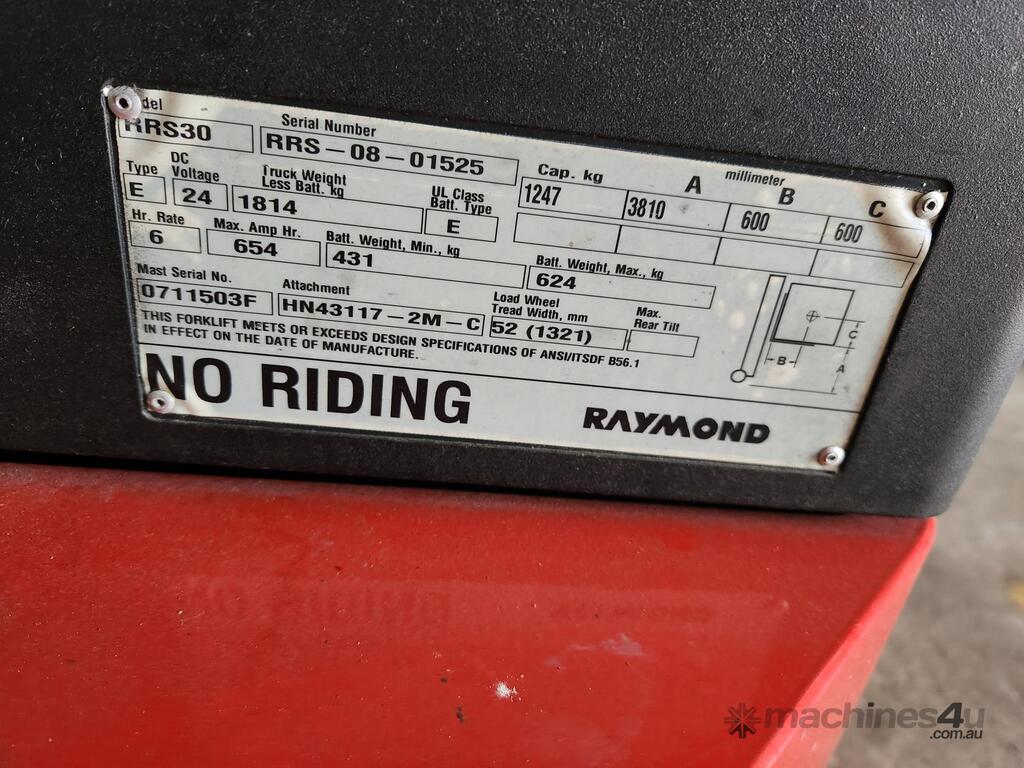 del
RRS30
Serial Number
RRS-08-01525
Cap. kg
A
millimeter
B
C
1247
3810
600
600
Type
DC Voltage
Truck Weight Less Batt. kg
UL Class Batt. Type
E
24
1814
E
Hr. Rate
Max. Amp Hr.
Batt. Weight, Min., kg
Batt. Weight, Max., kg
6
654
431
624
Mast Serial No.
Attachment
Load Wheel Tread Width, mm
Max. Rear Tilt
0711503F
HN43117-2M-C
52 (1321)
THIS FORKLIFT MEETS OR EXCEEDS DESIGN SPECIFICATIONS OF ANSI/ITSDF B56.1
IN EFFECT ON THE DATE OF MANUFACTURE.
C
B
A
NO RIDING
RAYMOND
machines4u
.com.au